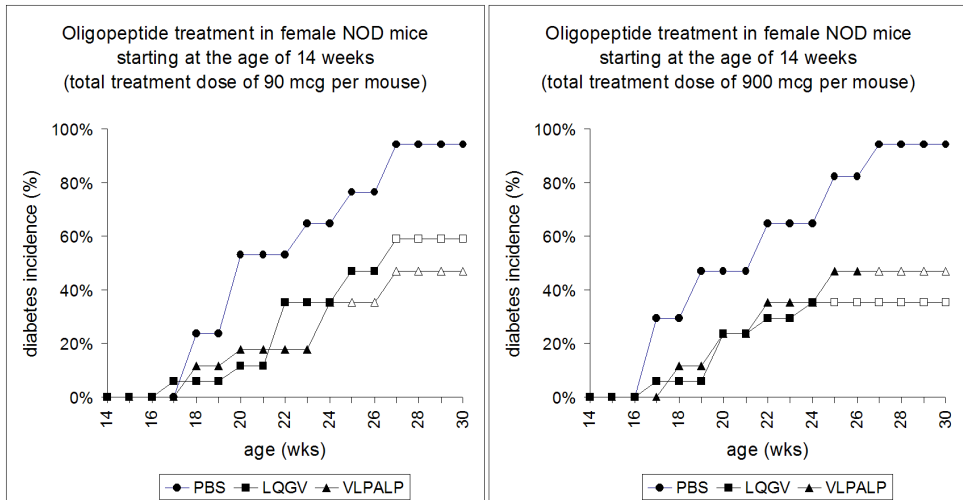 Oligopeptide treatment in female NOD mice
starting at the age of 14 weeks
(total treatment dose of 90 mcg per mouse)
100%
80%
60%
40%
20%
0%
diabetes incidence (%)
14
16
18
20
22
24
26
28
30
age (wks)
PBS LQGV VLPALP
Oligopeptide treatment in female NOD mice
starting at the age of 14 weeks
(total treatment dose of 900 mcg per mouse)
100%
80%
60%
40%
20%
0%
diabetes incidence (%)
14
16
18
20
22
24
26
28
30
age (wks)
PBS LQGV VLPALP